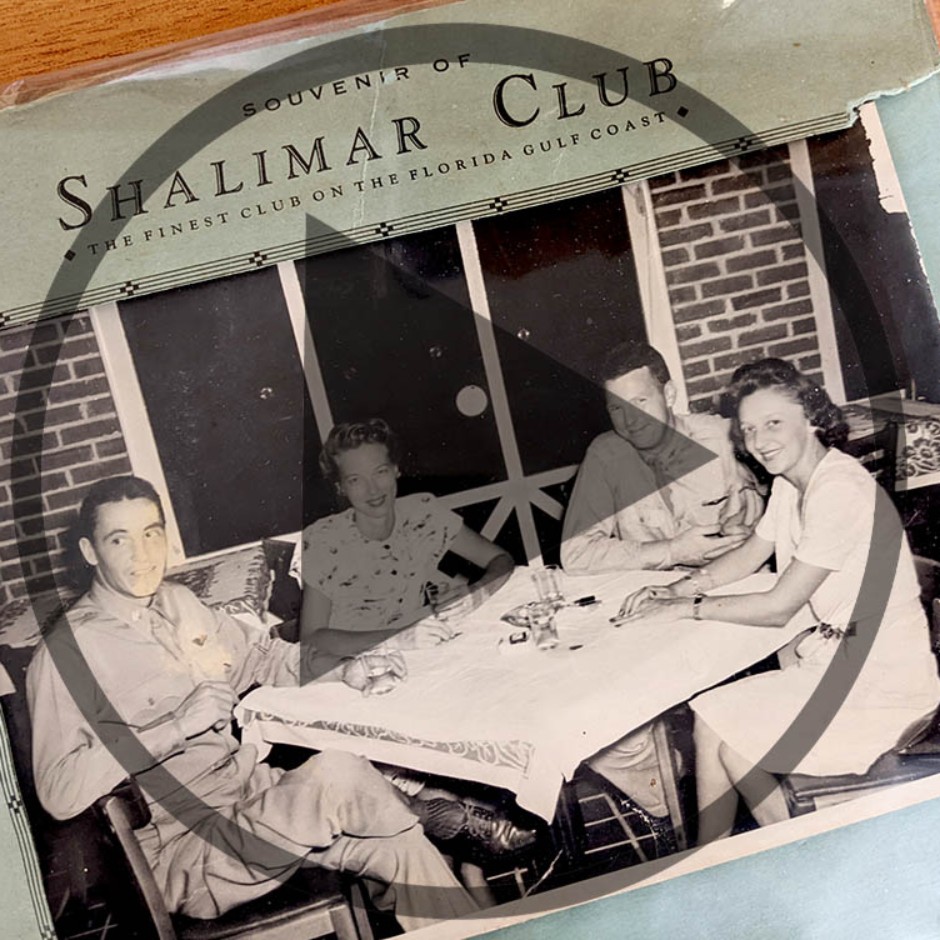 SOUVENIR OF
SHALIMAR CLUB
THE FINEST CLUB ON THE FLORIDA GULF COAST